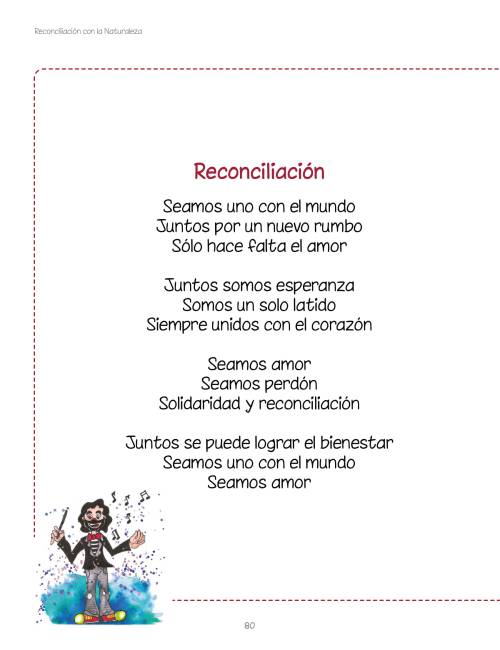 Reconciliación con la Naturaleza
Reconciliación
Seamos uno con el mundo
Juntos por un nuevo rumbo
Sólo hace falta el amor
Juntos somos esperanza
Somos un solo latido
Siempre unidos con el corazón
Seamos amor
Seamos perdón
Solidaridad y reconciliación
Juntos se puede lograr el bienestar
Seamos uno con el mundo
Seamos amor
80